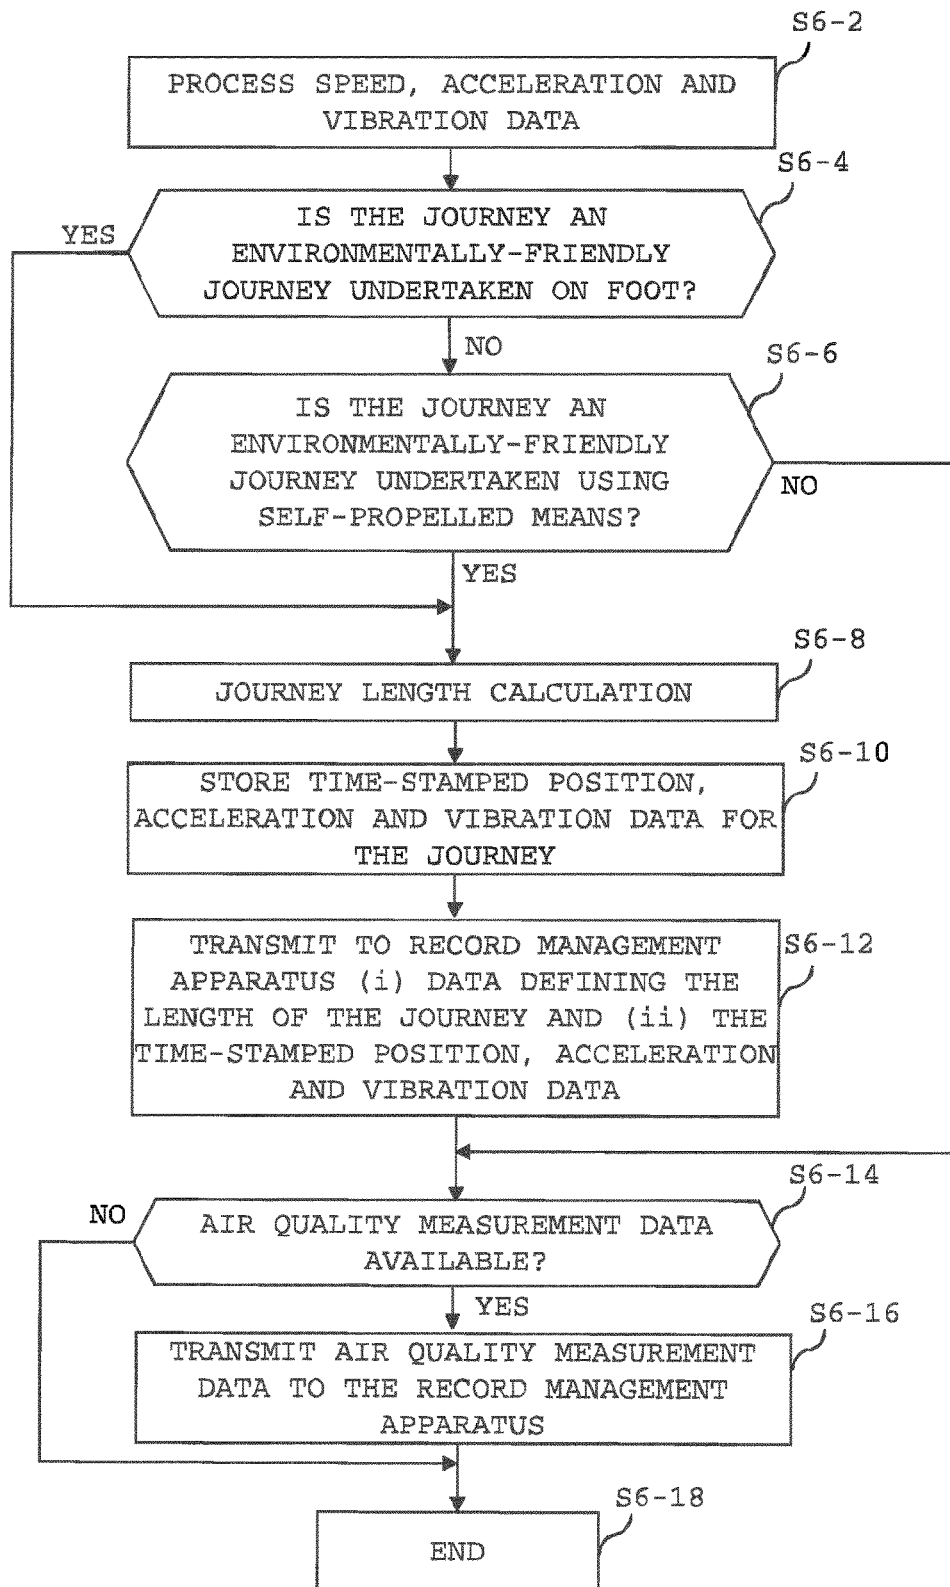 S6-2
PROCESS SPEED, ACCELERATION AND
VIBRATION DATA
S6-4
IS THE JOURNEY AN
ENVIRONMENTALLY-FRIENDLY
JOURNEY UNDERTAKEN ON FOOT?
YES
NO
S6-6
IS THE JOURNEY AN
ENVIRONMENTALLY-FRIENDLY
JOURNEY UNDERTAKEN USING
SELF-PROPELLED MEANS?
NO
YES
S6-8
JOURNEY LENGTH CALCULATION
S6-10
STORE TIME-STAMPED POSITION,
ACCELERATION AND VIBRATION DATA FOR
THE JOURNEY
S6-12
TRANSMIT TO RECORD MANAGEMENT
APPARATUS (i) DATA DEFINING THE
LENGTH OF THE JOURNEY AND (ii) THE
TIME-STAMPED POSITION, ACCELERATION
AND VIBRATION DATA
S6-14
NO
AIR QUALITY MEASUREMENT DATA
AVAILABLE?
YES
S6-16
TRANSMIT AIR QUALITY MEASUREMENT
DATA TO THE RECORD MANAGEMENT
APPARATUS
S6-18
END